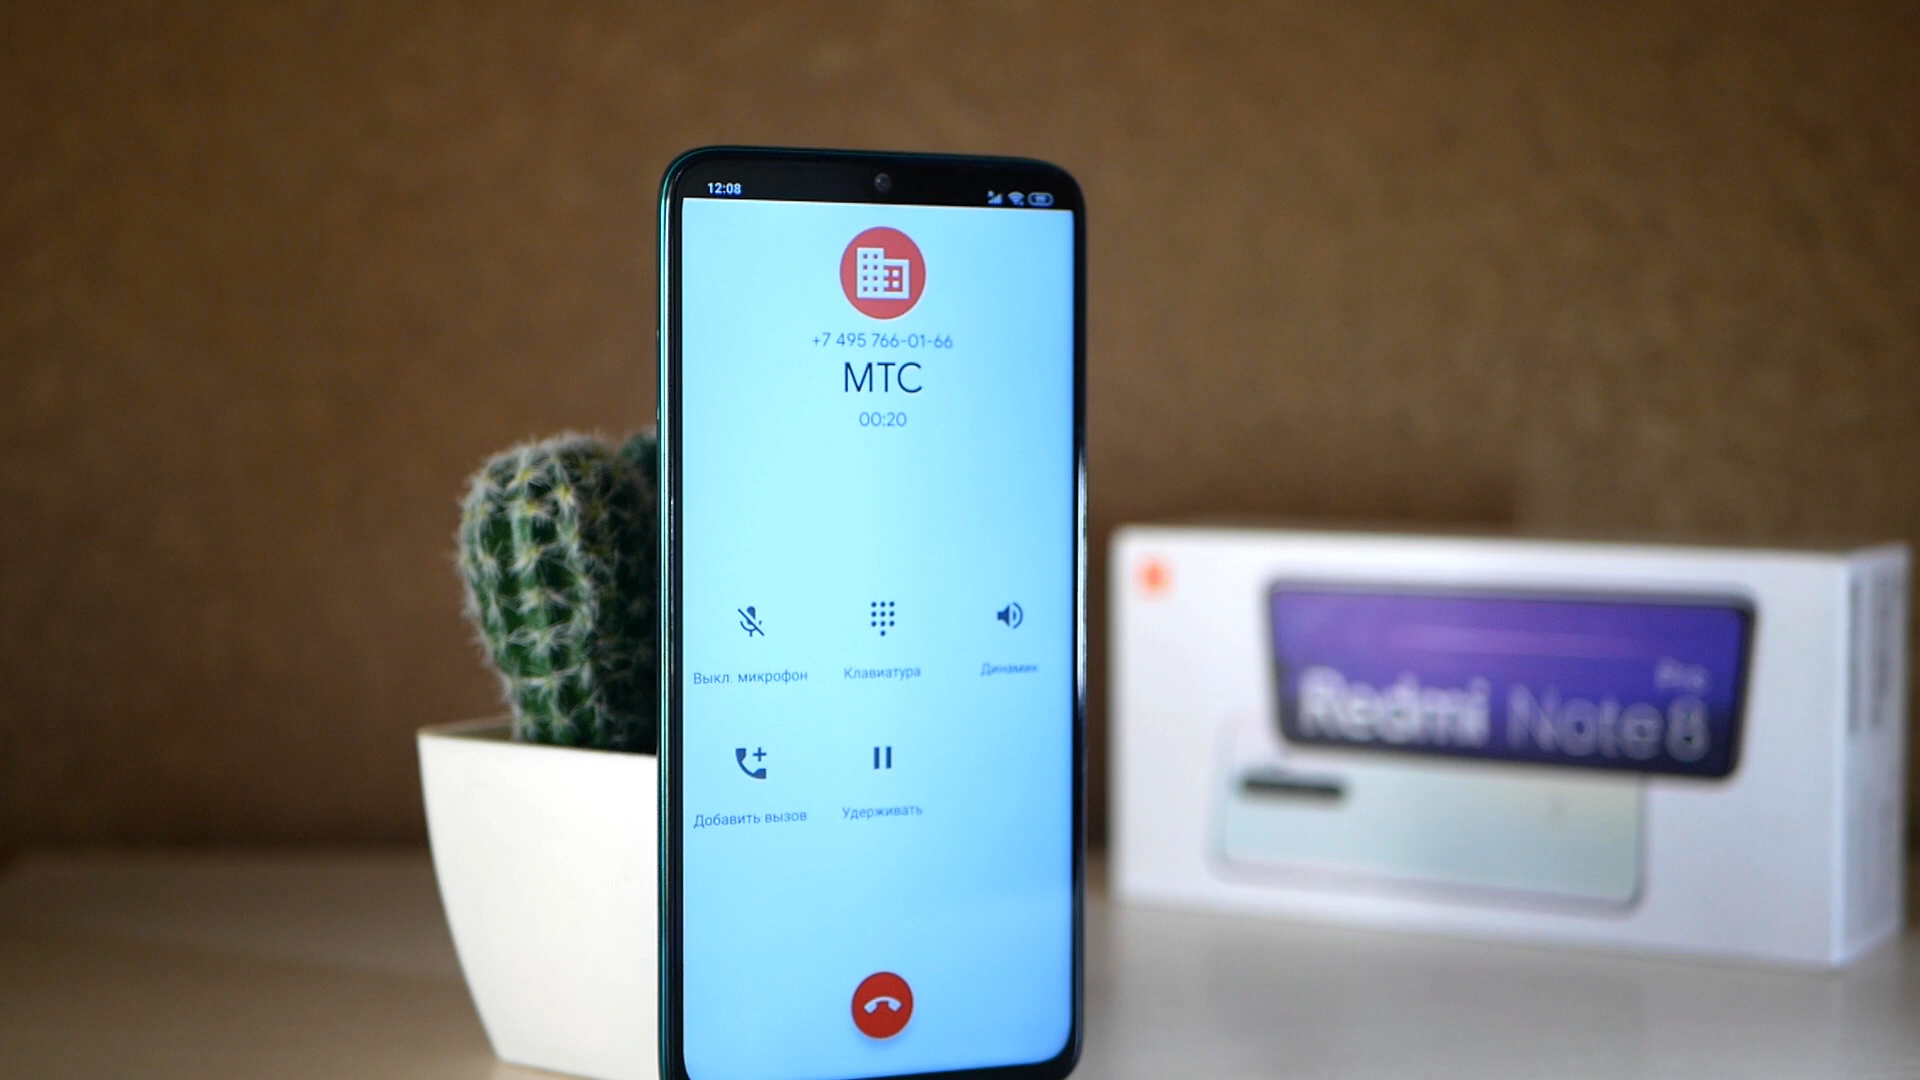 12:08
+7 495 766-01-66
МТС
00:20
Выкл. микрофон
Клавиатура
Динамик
Добавить вызов
Удерживать
Pro
Redmi Note 8